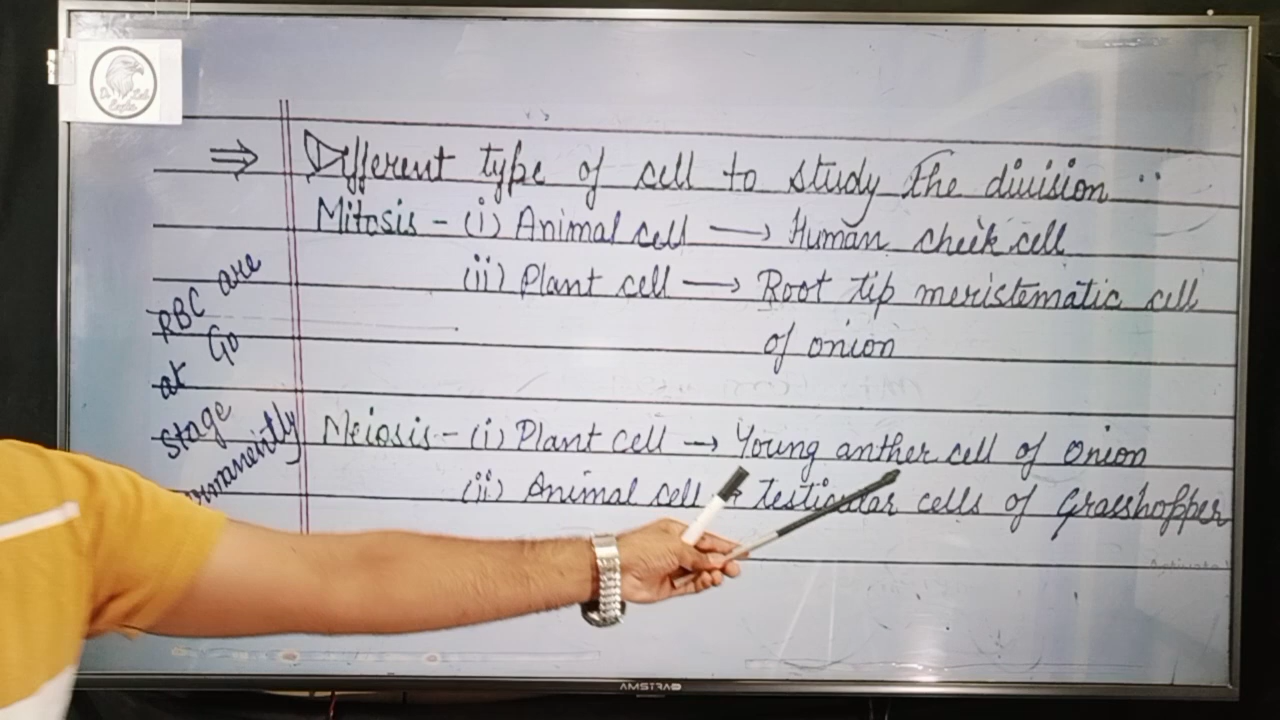 ⇒ Different type of cell to study the division :
Mitosis - (i) Animal cell → Human cheek cell
(ii) Plant cell → Root tip meristematic cell
of onion
Meiosis - (i) Plant cell → Young anther cell of Onion
(ii) Animal cell → testicular cells of Grasshopper
RBC are
at Go
Stage
AMSTRAD